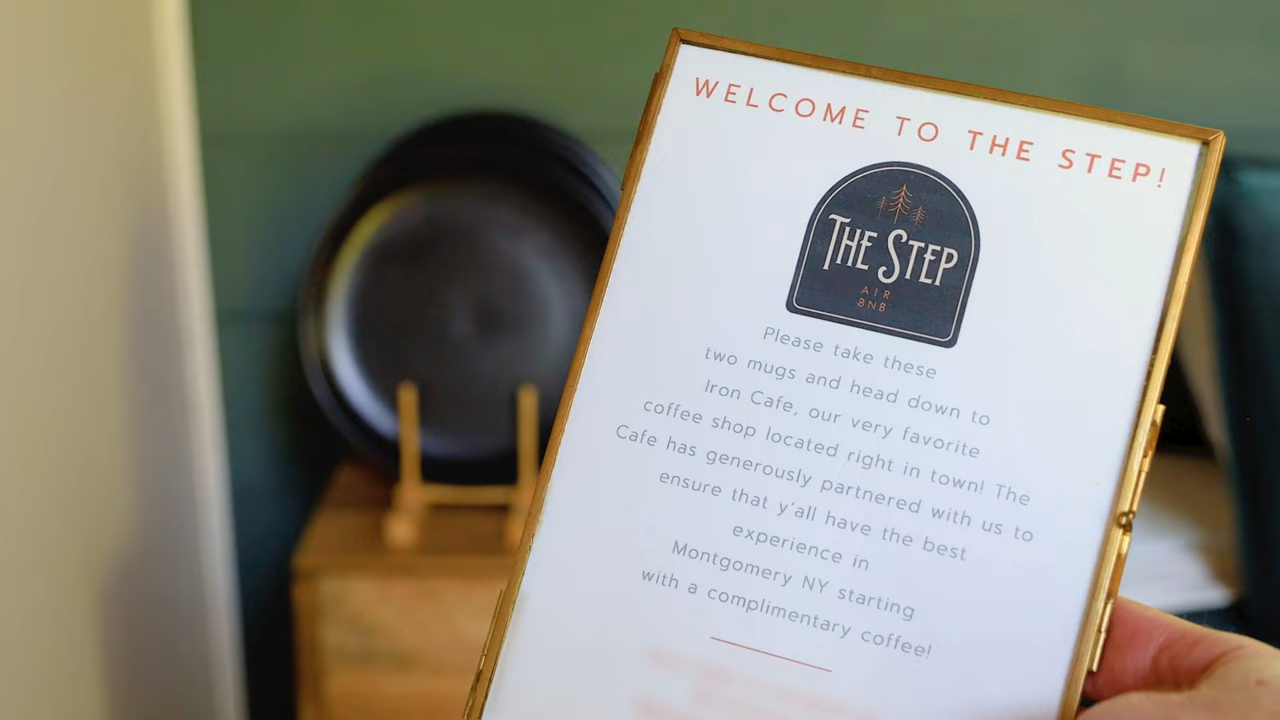 WELCOME TO THE STEP!
THE STEP
AIR
BNB
Please take these
two mugs and head down to
Iron Cafe, our very favorite
coffee shop located right in town! The
Cafe has generously partnered with us to
ensure that y'all have the best
experience in
Montgomery NY starting
with a complimentary coffee!